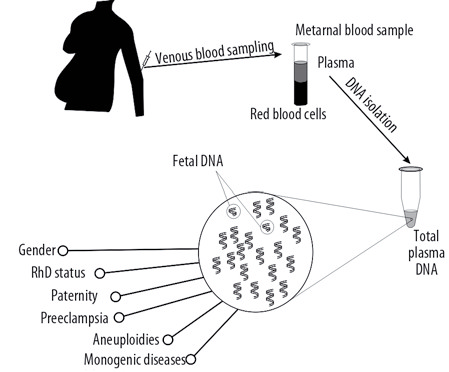 Metarnal blood sample
Venous blood sampling
Plasma
Red blood cells
DNA isolation
Fetal DNA
Total
plasma
DNA
Gender
RhD status
Paternity
Preeclampsia
Aneuploidies
Monogenic diseases